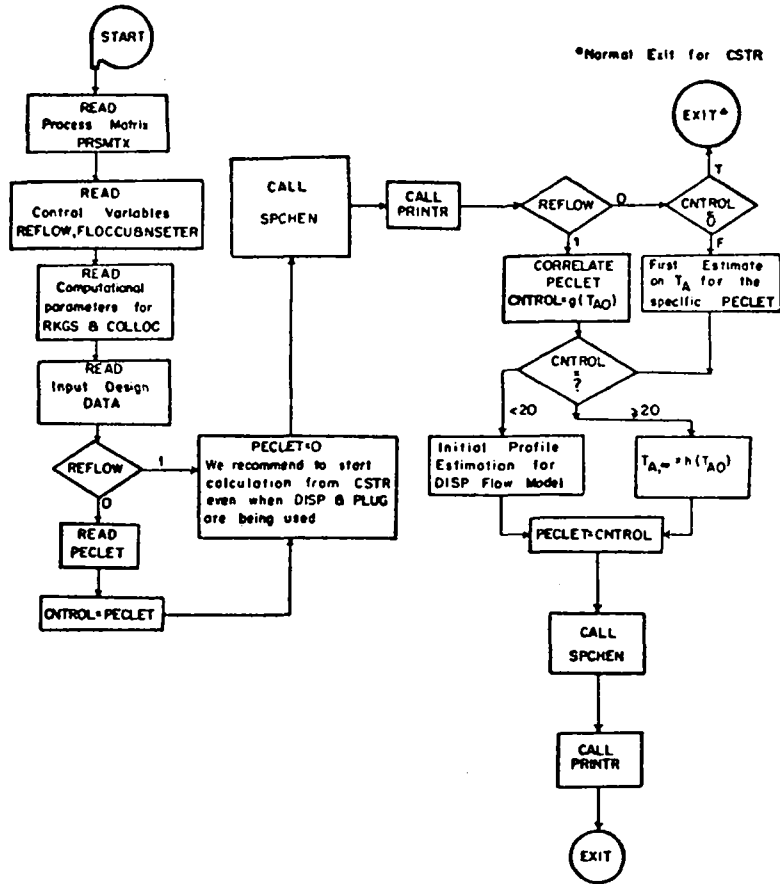 START
READ
Process Matrix
PRSMTX
READ
Control Variables
REFLOW, FLOCCU&NSETER
READ
Computational
parameters for
RKGS & COLLOC
READ
Input Design
DATA
REFLOW
1
0
READ
PECLET
CNTROL=PECLET
PECLET=0
We recommend to start
calculation from CSTR
even when DISP & PLUG
are being used
CALL
SPCHEN
CALL
PRINTR
REFLOW
0
1
*Normal Exit for CSTR
EXIT*
T
CNTROL
0
F
CORRELATE
PECLET
CNTROL=g(TAO)
First Estimate
on TA for the
specific PECLET
CNTROL
= ?
<20
≥20
Initial Profile
Estimation for
DISP Flow Model
TA,∞ = h(TAO)
PECLET=CNTROL
CALL
SPCHEN
CALL
PRINTR
EXIT